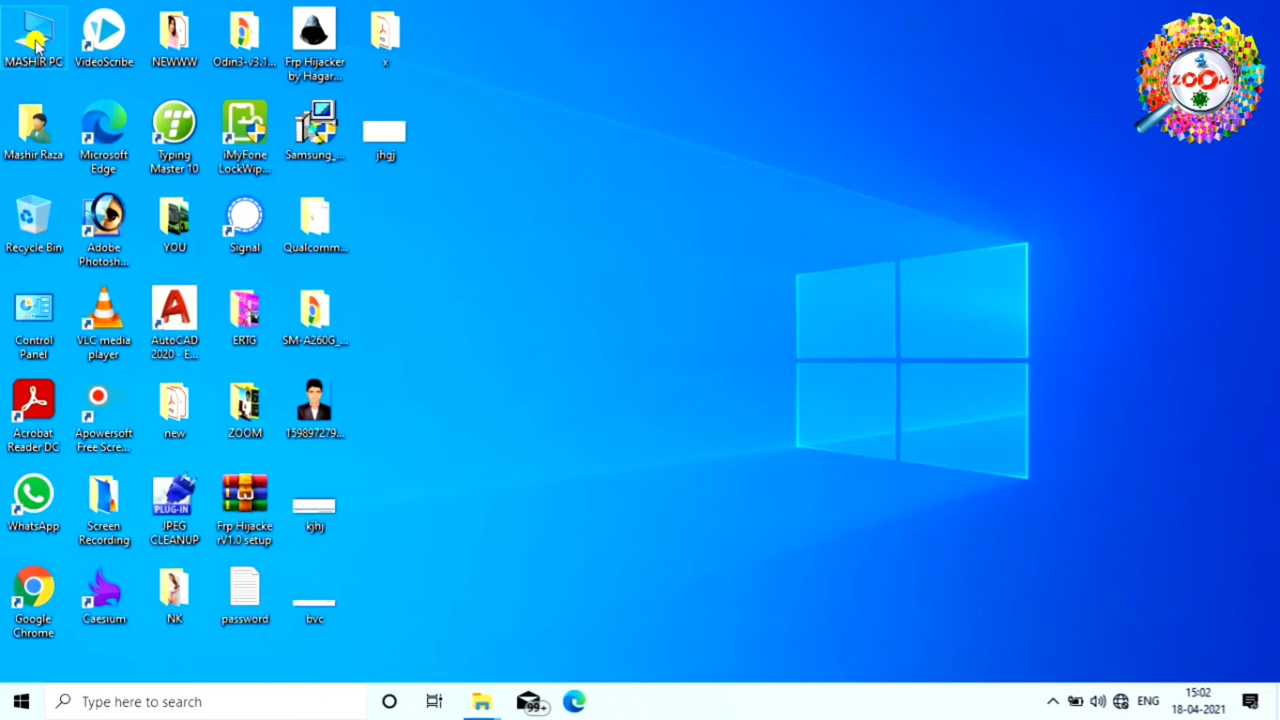 MASHIR PC
VideoScribe
NEWWW
Odin3-v3.1...
Frp Hijacker
by Hagar...
x
ZOOM
Mashir Raza
Microsoft
Edge
Typing
Master 10
iMyFone
LockWip...
Samsung_...
jhgj
Recycle Bin
Adobe
Photosh...
YOU
Signal
Qualcomm...
Control
Panel
VLC media
player
AutoCAD
2020 - E...
ERTG
SM-A260G_...
Acrobat
Reader DC
Apowersoft
Free Scre...
new
ZOOM
159897279...
WhatsApp
Screen
Recording
PLUG-IN
JPEG
CLEANUP
Frp Hijacke
rV1.0 setup
kjhj
Google
Chrome
Caesium
NK
password
bvc
Type here to search
99+
ENG
15:02
18-04-2021